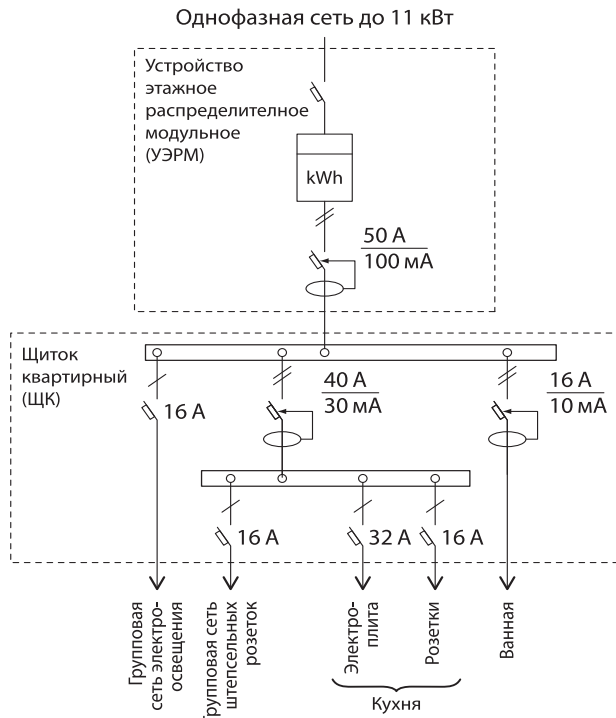 Однофазная сеть до 11 кВт
Устройство
этажное
распределителное
модульное
(УЭРМ)
kWh
50 А
100 мА
Щиток
квартирный
(ЩК)
16 А
40 А
30 мА
16 А
10 мА
16 А
32 А
16 А
Групповая
сеть электро-
освещения
Групповая сеть
штепсельных
розеток
Электро-
плита
Розетки
Ванная
Кухня